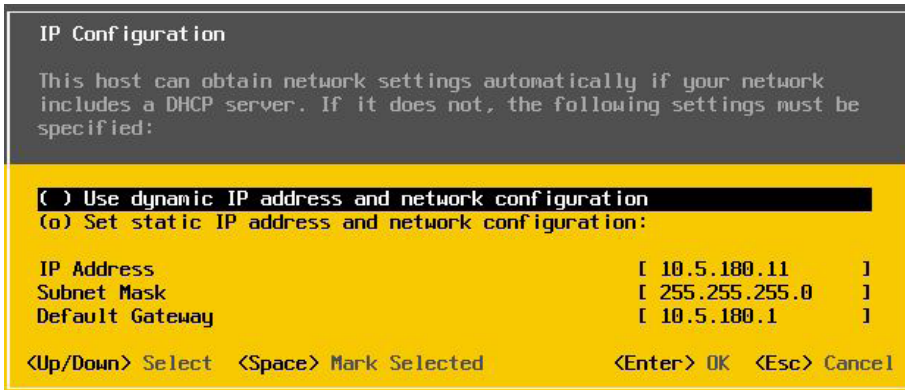 IP Configuration
This host can obtain network settings automatically if your network
includes a DHCP server. If it does not, the following settings must be
specified:
( ) Use dynamic IP address and network configuration
(o) Set static IP address and network configuration:
IP Address [ 10.5.180.11 ]
Subnet Mask [ 255.255.255.0 ]
Default Gateway [ 10.5.180.1 ]
<Up/Down> Select <Space> Mark Selected <Enter> OK <Esc> Cancel